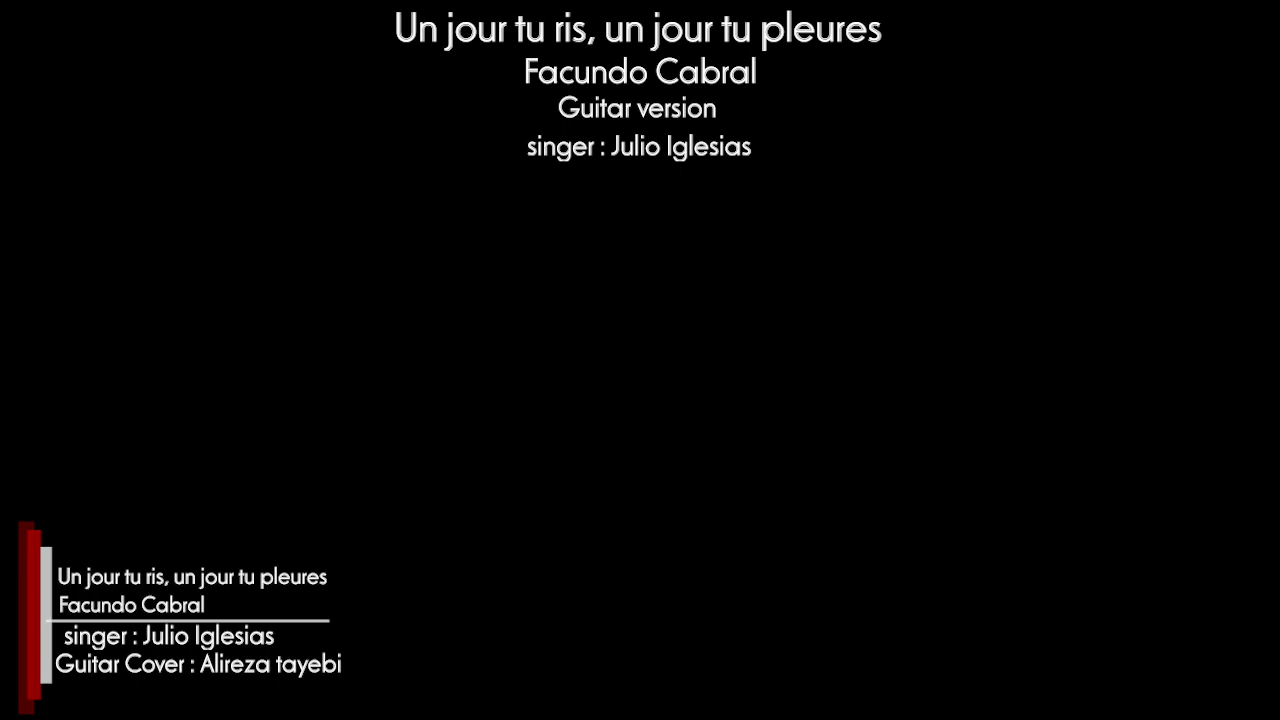 Un jour tu ris, un jour tu pleures
Facundo Cabral
Guitar version
singer : Julio Iglesias
Un jour tu ris, un jour tu pleures
Facundo Cabral
singer : Julio Iglesias
Guitar Cover : Alireza tayebi